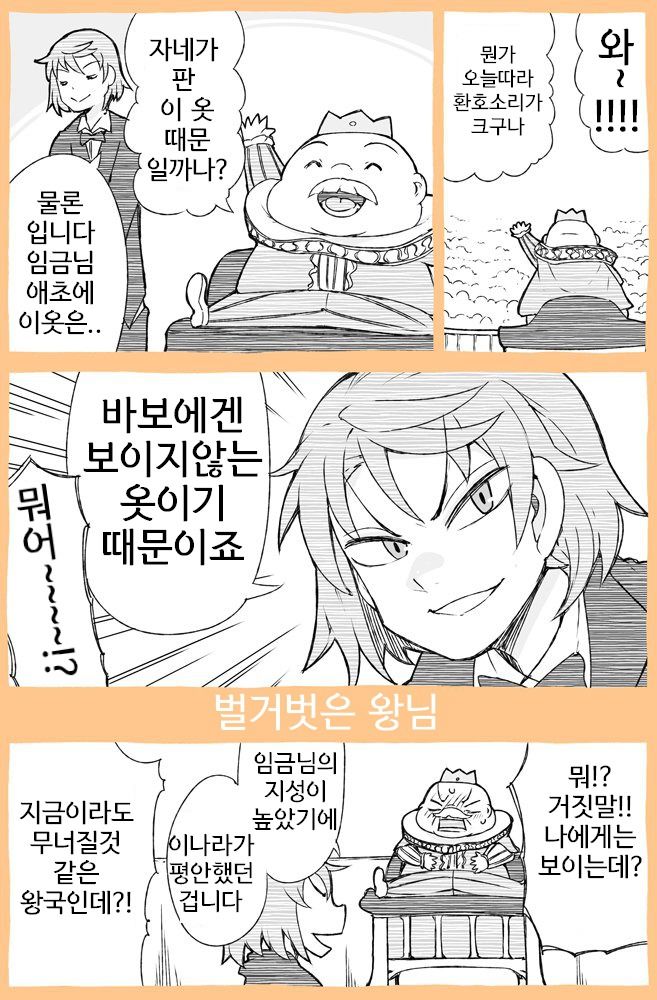 와~
!!!!
뭔가
오늘따라
환호소리가
크구나
자네가
판
이 옷
때문
일까나?
물론
입니다
임금님
애초에
이옷은..
바보에겐
보이지않는
옷이기
때문이죠
뭐어~~~~?!
벌거벗은 왕님
뭐!?
거짓말!!
나에게는
보이는데?
임금님의
지성이
높았기에
이나라가
평안했던
겁니다
지금이라도
무너질것
같은
왕국인데?!